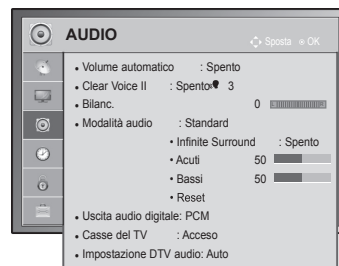 AUDIO
Sposta OK
• Volume automatico : Spento
• Clear Voice II : Spento 3
• Bilanc. 0
• Modalità audio : Standard
• Infinite Surround : Spento
• Acuti 50
• Bassi 50
• Reset
• Uscita audio digitale: PCM
• Casse del TV : Acceso
• Impostazione DTV audio: Auto